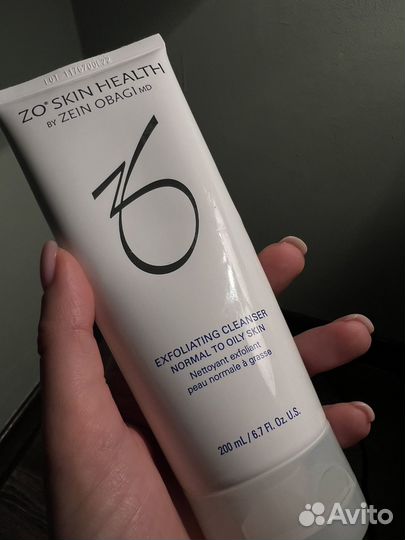 ZO® SKIN HEALTH
BY ZEIN OBAGI MD
EXFOLIATING CLEANSER
NORMAL TO OILY SKIN
Nettoyant exfoliant
peau normale à grasse
200 mL / 6.7 Fl. Oz. U.S.
Avito